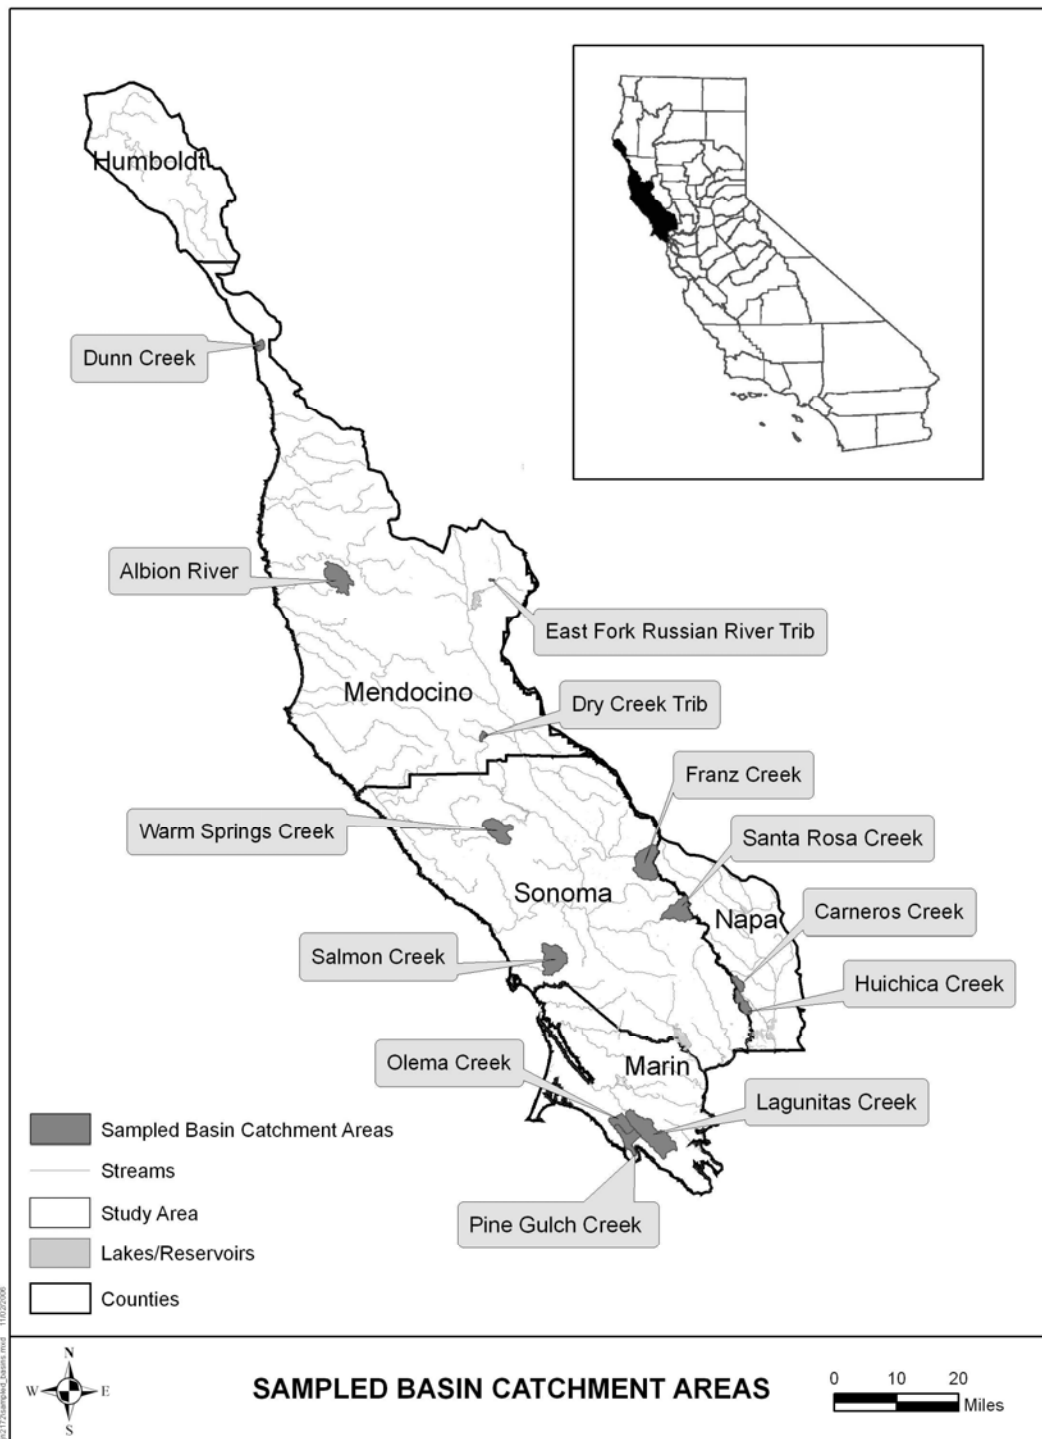 Humboldt
Dunn Creek
Albion River
East Fork Russian River Trib
Mendocino
Dry Creek Trib
Franz Creek
Warm Springs Creek
Santa Rosa Creek
Sonoma
Napa
Carneros Creek
Salmon Creek
Huichica Creek
Olema Creek
Marin
Lagunitas Creek
Pine Gulch Creek
Sampled Basin Catchment Areas
Streams
Study Area
Lakes/Reservoirs
Counties
N
W E
S
SAMPLED BASIN CATCHMENT AREAS
0 10 20
Miles